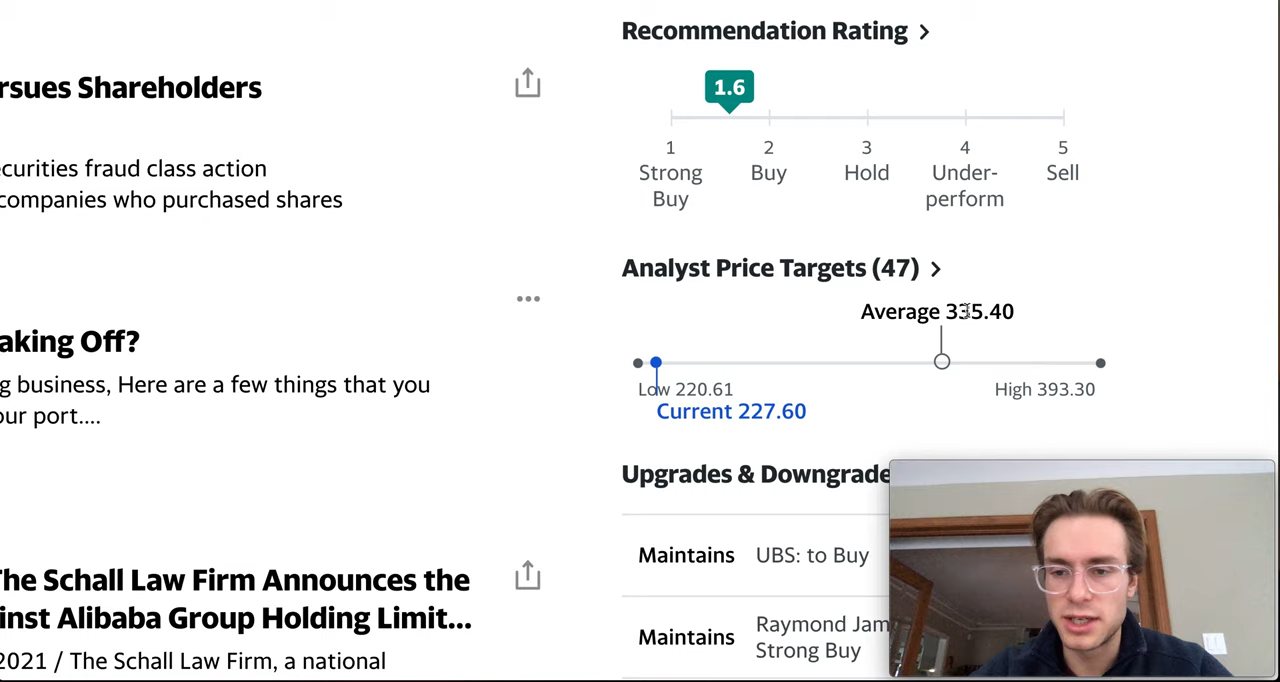 rsues Shareholders
ecurities fraud class action
companies who purchased shares
aking Off?
g business, Here are a few things that you
our port....
The Schall Law Firm Announces the
inst Alibaba Group Holding Limit...
2021 / The Schall Law Firm, a national
Recommendation Rating >
1.6
1 2 3 4 5
Strong Buy Hold Under- Sell
Buy perform
Analyst Price Targets (47) >
Average 335.40
Low 220.61 High 393.30
Current 227.60
Upgrades & Downgrade
Maintains UBS: to Buy
Maintains Raymond Jam
Strong Buy